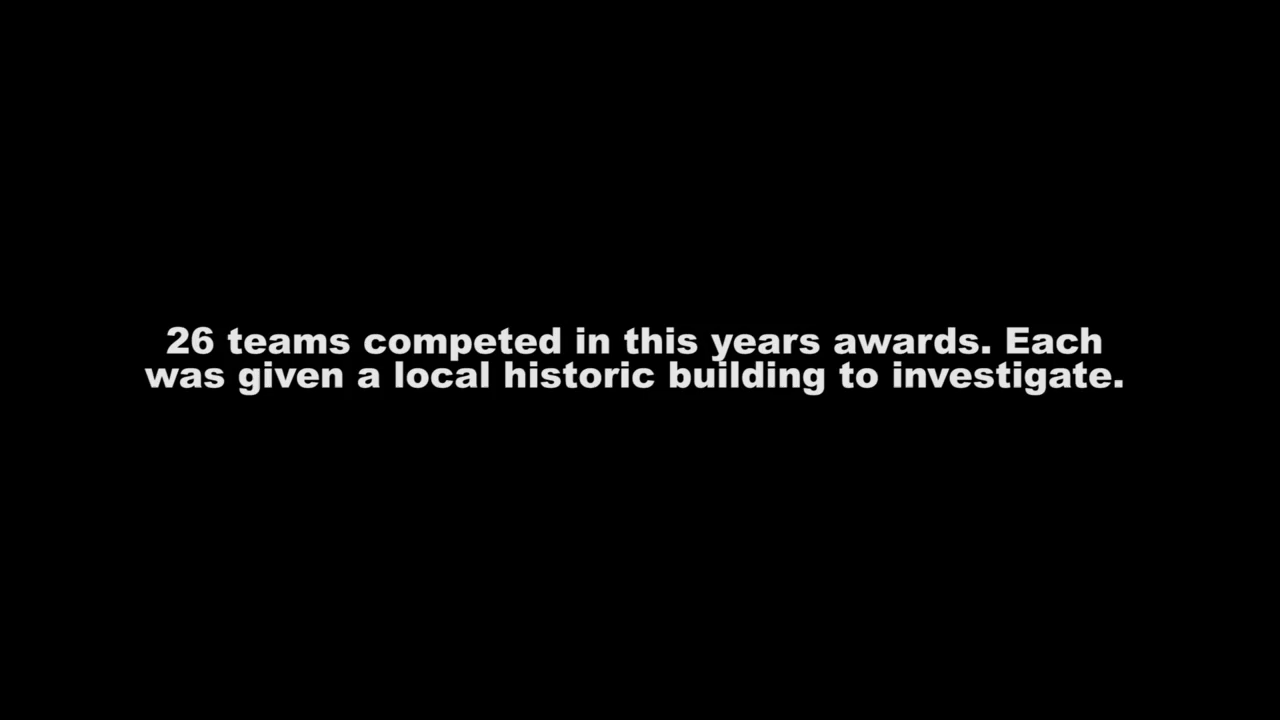 26 teams competed in this years awards. Each
was given a local historic building to investigate.